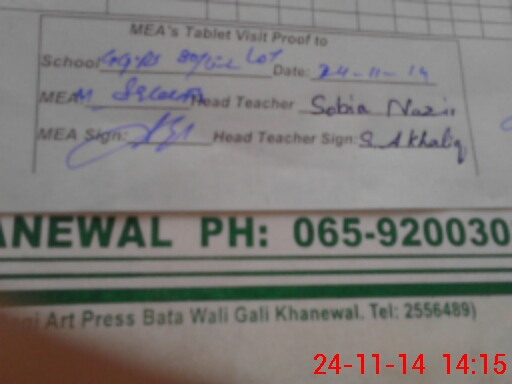 MEA's Tablet Visit Proof to
School Date: 24-11-14
MEA Head Teacher Sobia Nazir
MEA Sign: Head Teacher Sign: S. A khaliq
ANEWAL PH: 065-920030
Art Press Bata Wali Gali Khanewal. Tel: 2556489)
24-11-14 14:15